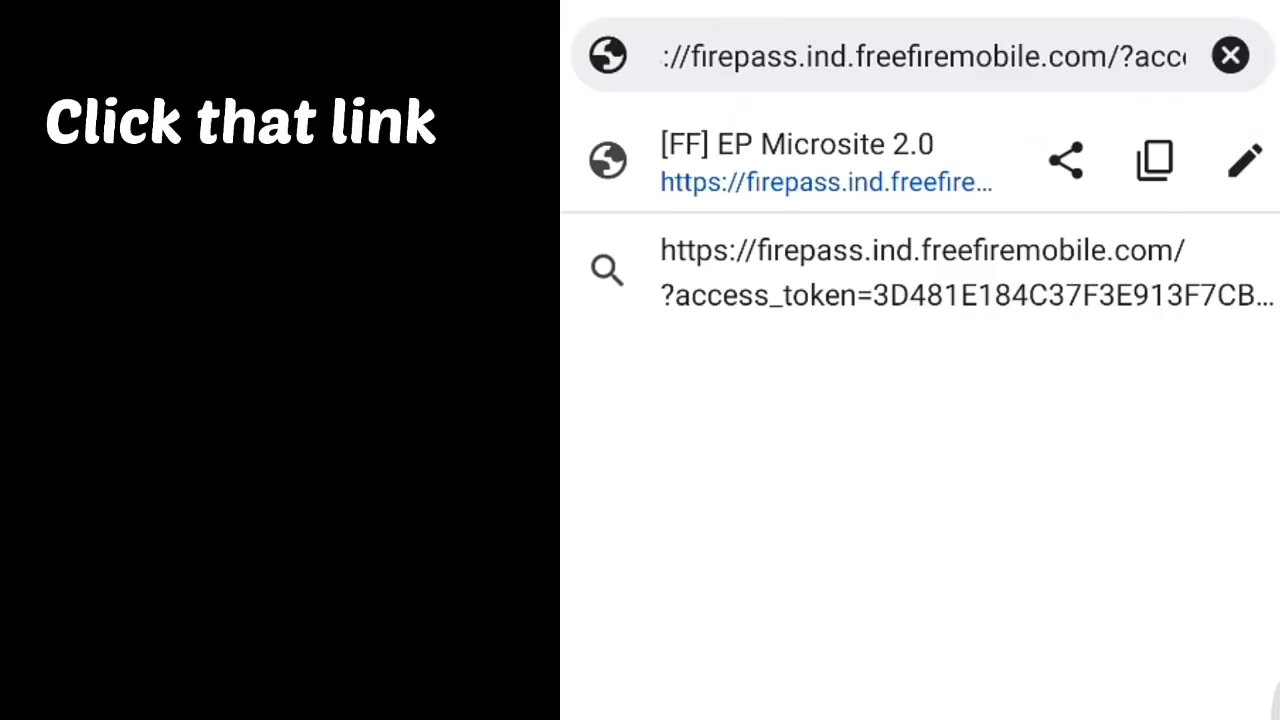 Click that link
://firepass.ind.freefiremobile.com/?acc
[FF] EP Microsite 2.0
https://firepass.ind.freefire...
https://firepass.ind.freefiremobile.com/
?access_token=3D481E184C37F3E913F7CB...